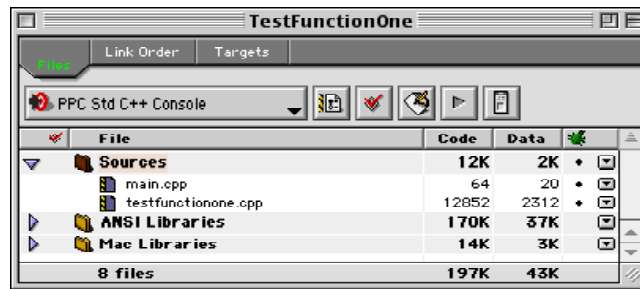 TestFunctionOne
Files Link Order Targets
PPC Std C++ Console
File Code Data
Sources 12K 2K
main.cpp 64 20
testfunctionone.cpp 12852 2312
ANSI Libraries 170K 37K
Mac Libraries 14K 3K
8 files 197K 43K